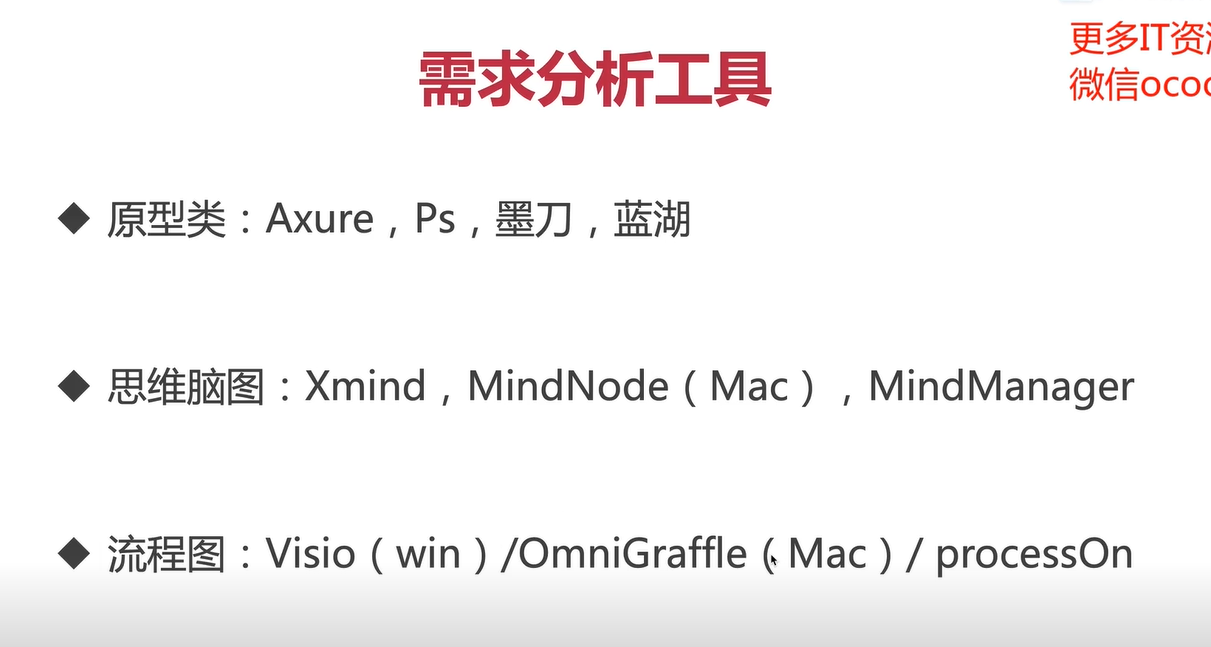 更多IT资
微信ococ
需求分析工具
◆ 原型类：Axure，Ps，墨刀，蓝湖
◆ 思维脑图：Xmind，MindNode（Mac），MindManager
◆ 流程图：Visio（win）/OmniGraffle（Mac）/ processOn